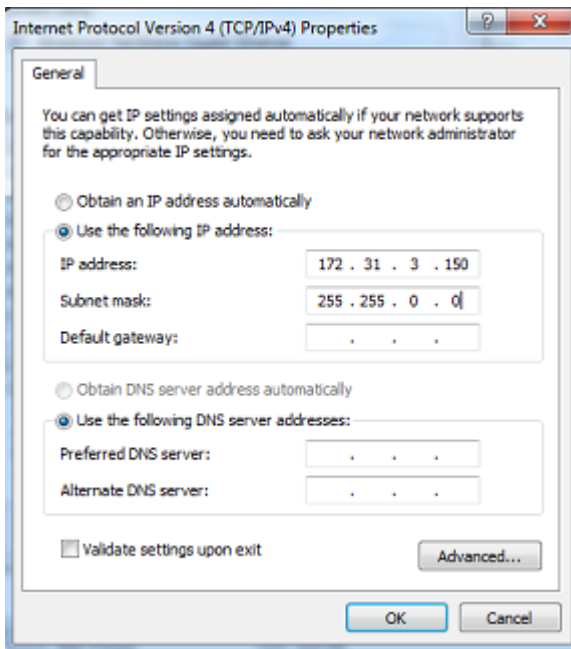 Internet Protocol Version 4 (TCP/IPv4) Properties
General
You can get IP settings assigned automatically if your network supports
this capability. Otherwise, you need to ask your network administrator
for the appropriate IP settings.
Obtain an IP address automatically
Use the following IP address:
IP address: 172 . 31 . 3 . 150
Subnet mask: 255 . 255 . 0 . 0
Default gateway: . . .
Obtain DNS server address automatically
Use the following DNS server addresses:
Preferred DNS server: . . .
Alternate DNS server: . . .
Validate settings upon exit
Advanced...
OK Cancel